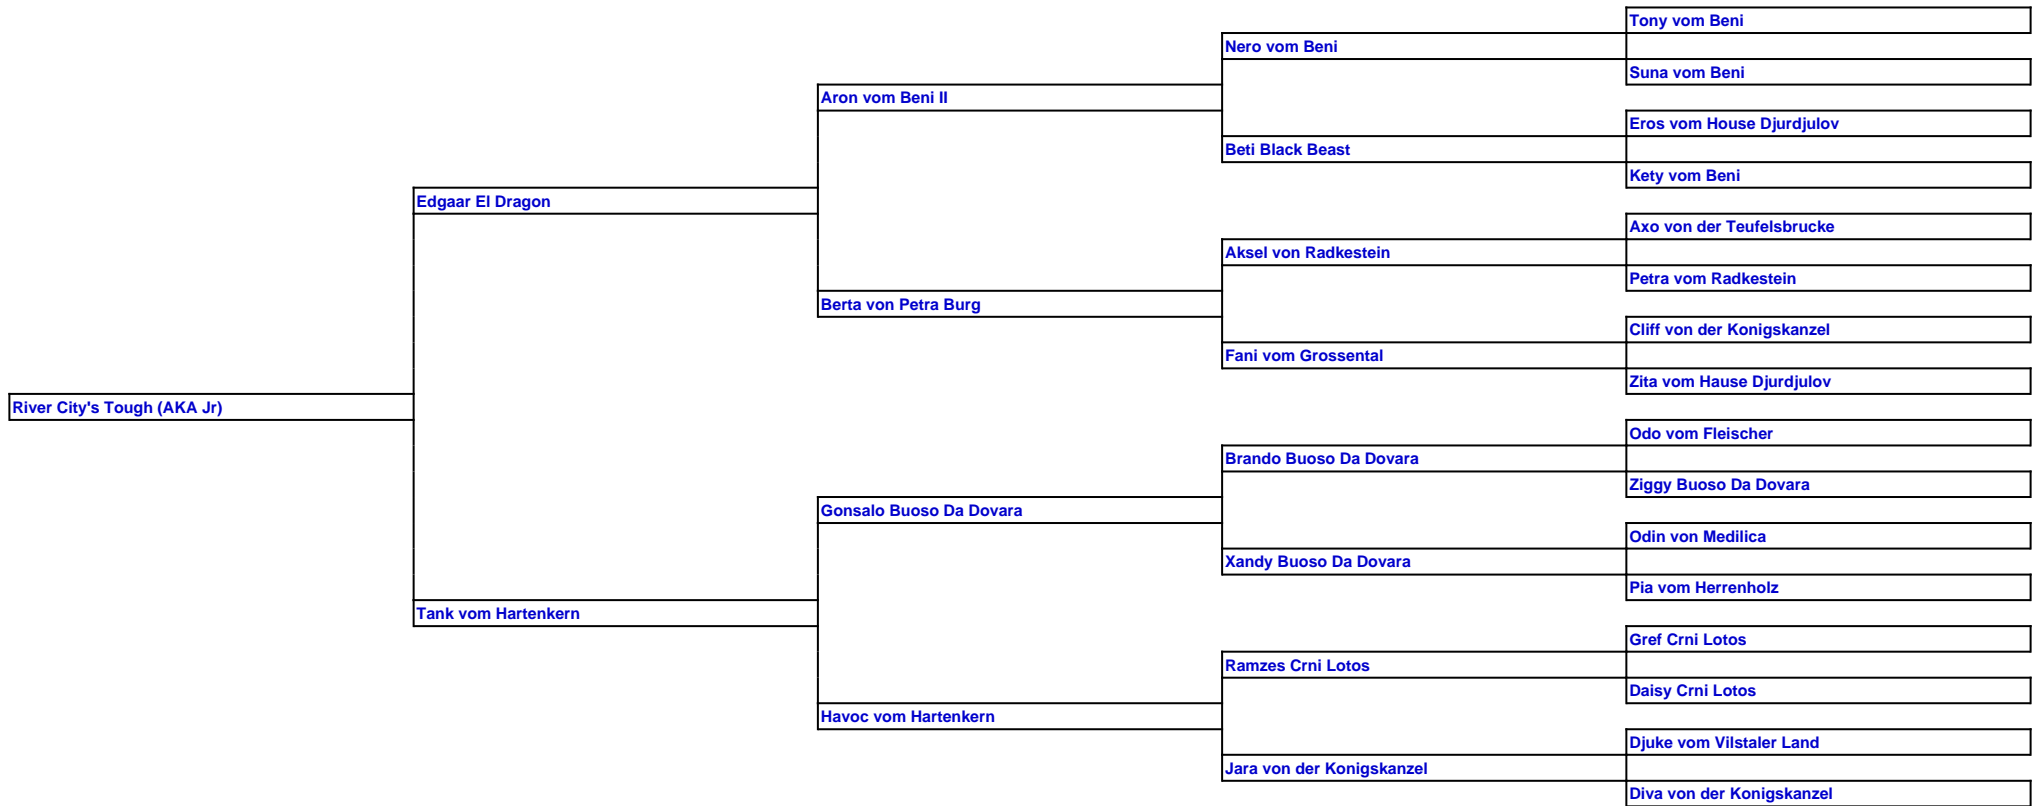 Tony vom Beni
Nero vom Beni
Suna vom Beni
Aron vom Beni II
Eros vom House Djurdjulov
Beti Black Beast
Kety vom Beni
Edgaar El Dragon
Axo von der Teufelsbrucke
Aksel von Radkestein
Petra vom Radkestein
Berta von Petra Burg
Cliff von der Konigskanzel
Fani vom Grossental
Zita vom Hause Djurdjulov
River City's Tough (AKA Jr)
Odo vom Fleischer
Brando Buoso Da Dovara
Ziggy Buoso Da Dovara
Gonsalo Buoso Da Dovara
Odin von Medilica
Xandy Buoso Da Dovara
Pia vom Herrenholz
Tank vom Hartenkern
Gref Crni Lotos
Ramzes Crni Lotos
Daisy Crni Lotos
Havoc vom Hartenkern
Djuke vom Vilstaler Land
Jara von der Konigskanzel
Diva von der Konigskanzel